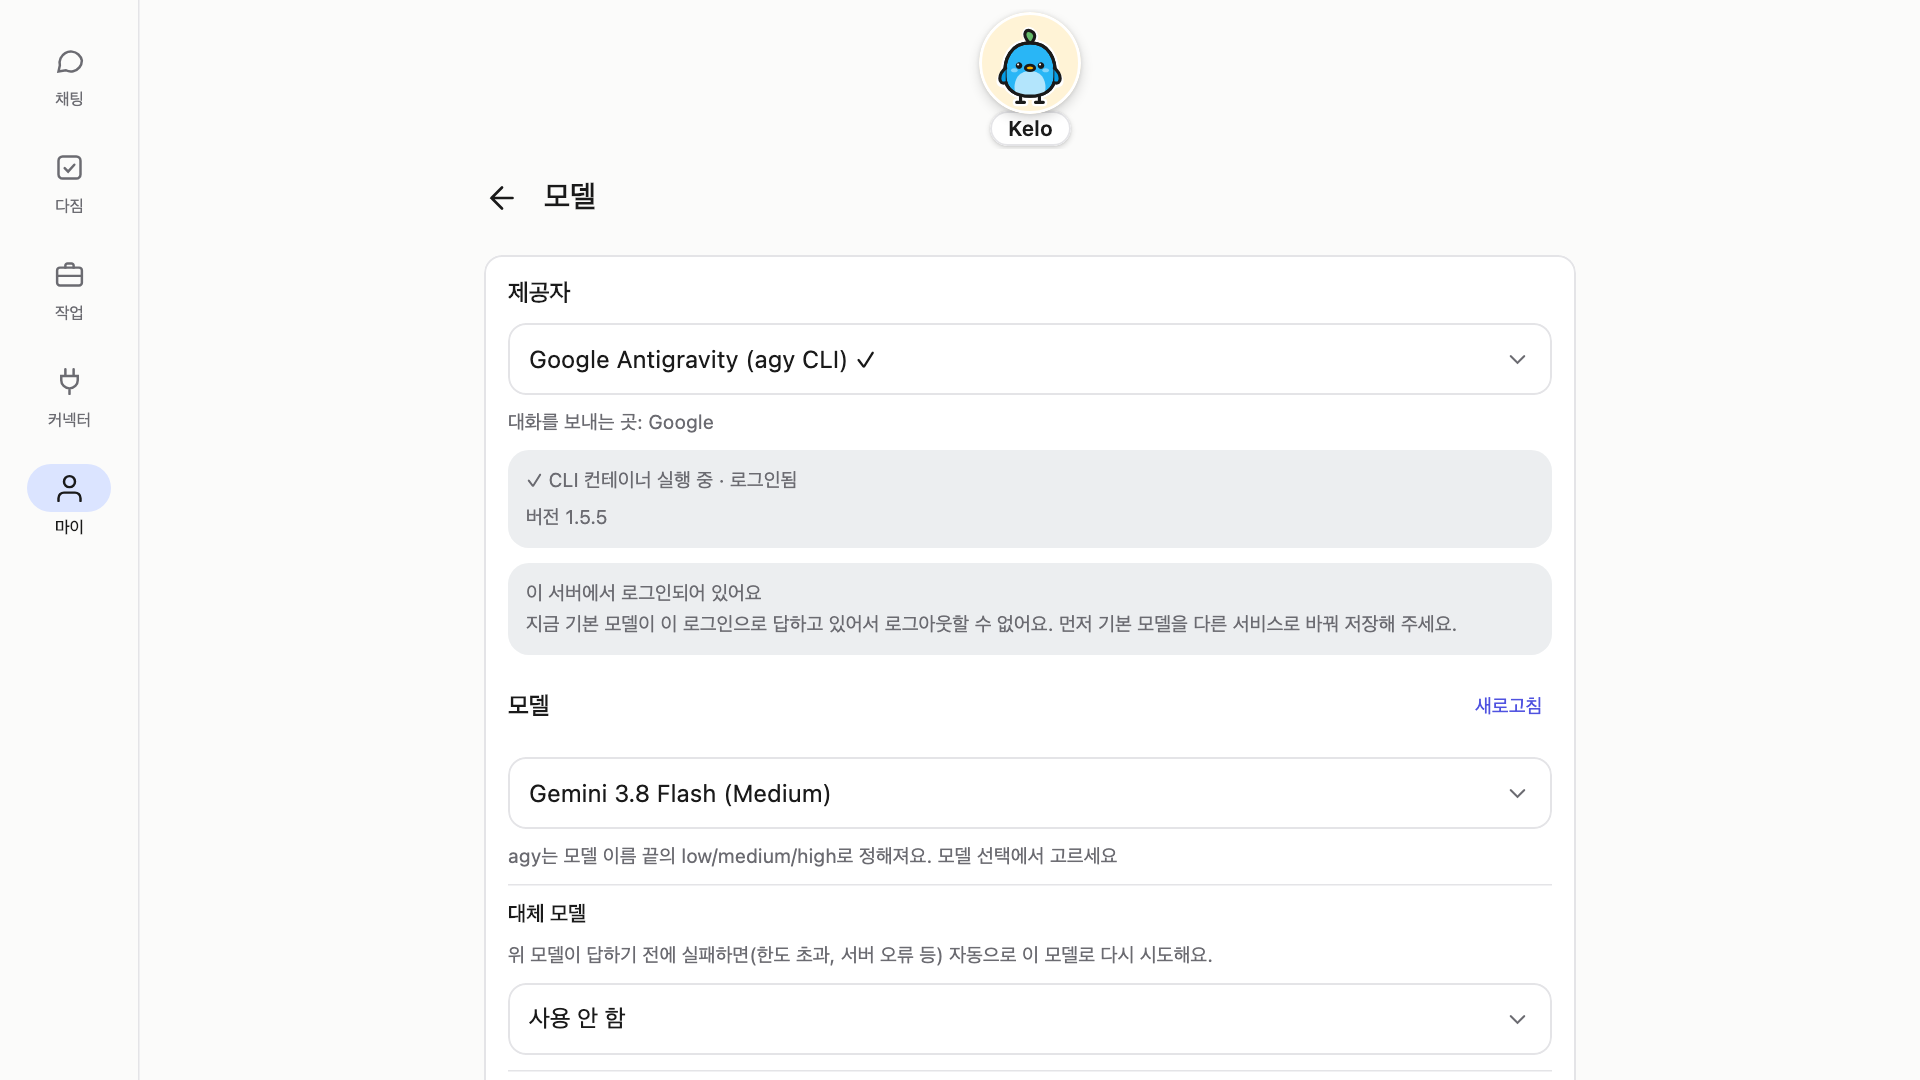 채팅
다짐
작업
커넥터
마이
Kelo
모델
제공자
Google Antigravity (agy CLI) ✓
대화를 보내는 곳: Google
✓ CLI 컨테이너 실행 중 · 로그인됨
버전 1.5.5
이 서버에서 로그인되어 있어요
지금 기본 모델이 이 로그인으로 답하고 있어서 로그아웃할 수 없어요. 먼저 기본 모델을 다른 서비스로 바꿔 저장해 주세요.
모델
새로고침
Gemini 3.8 Flash (Medium)
agy는 모델 이름 끝의 low/medium/high로 정해져요. 모델 선택에서 고르세요
대체 모델
위 모델이 답하기 전에 실패하면(한도 초과, 서버 오류 등) 자동으로 이 모델로 다시 시도해요.
사용 안 함